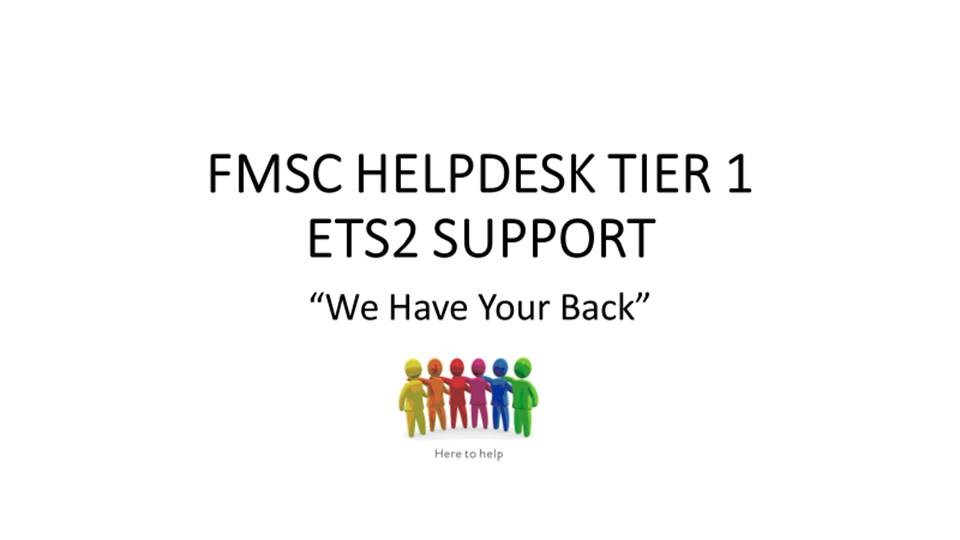 FMSC HELPDESK TIER 1
ETS2 SUPPORT
“We Have Your Back”
Here to help